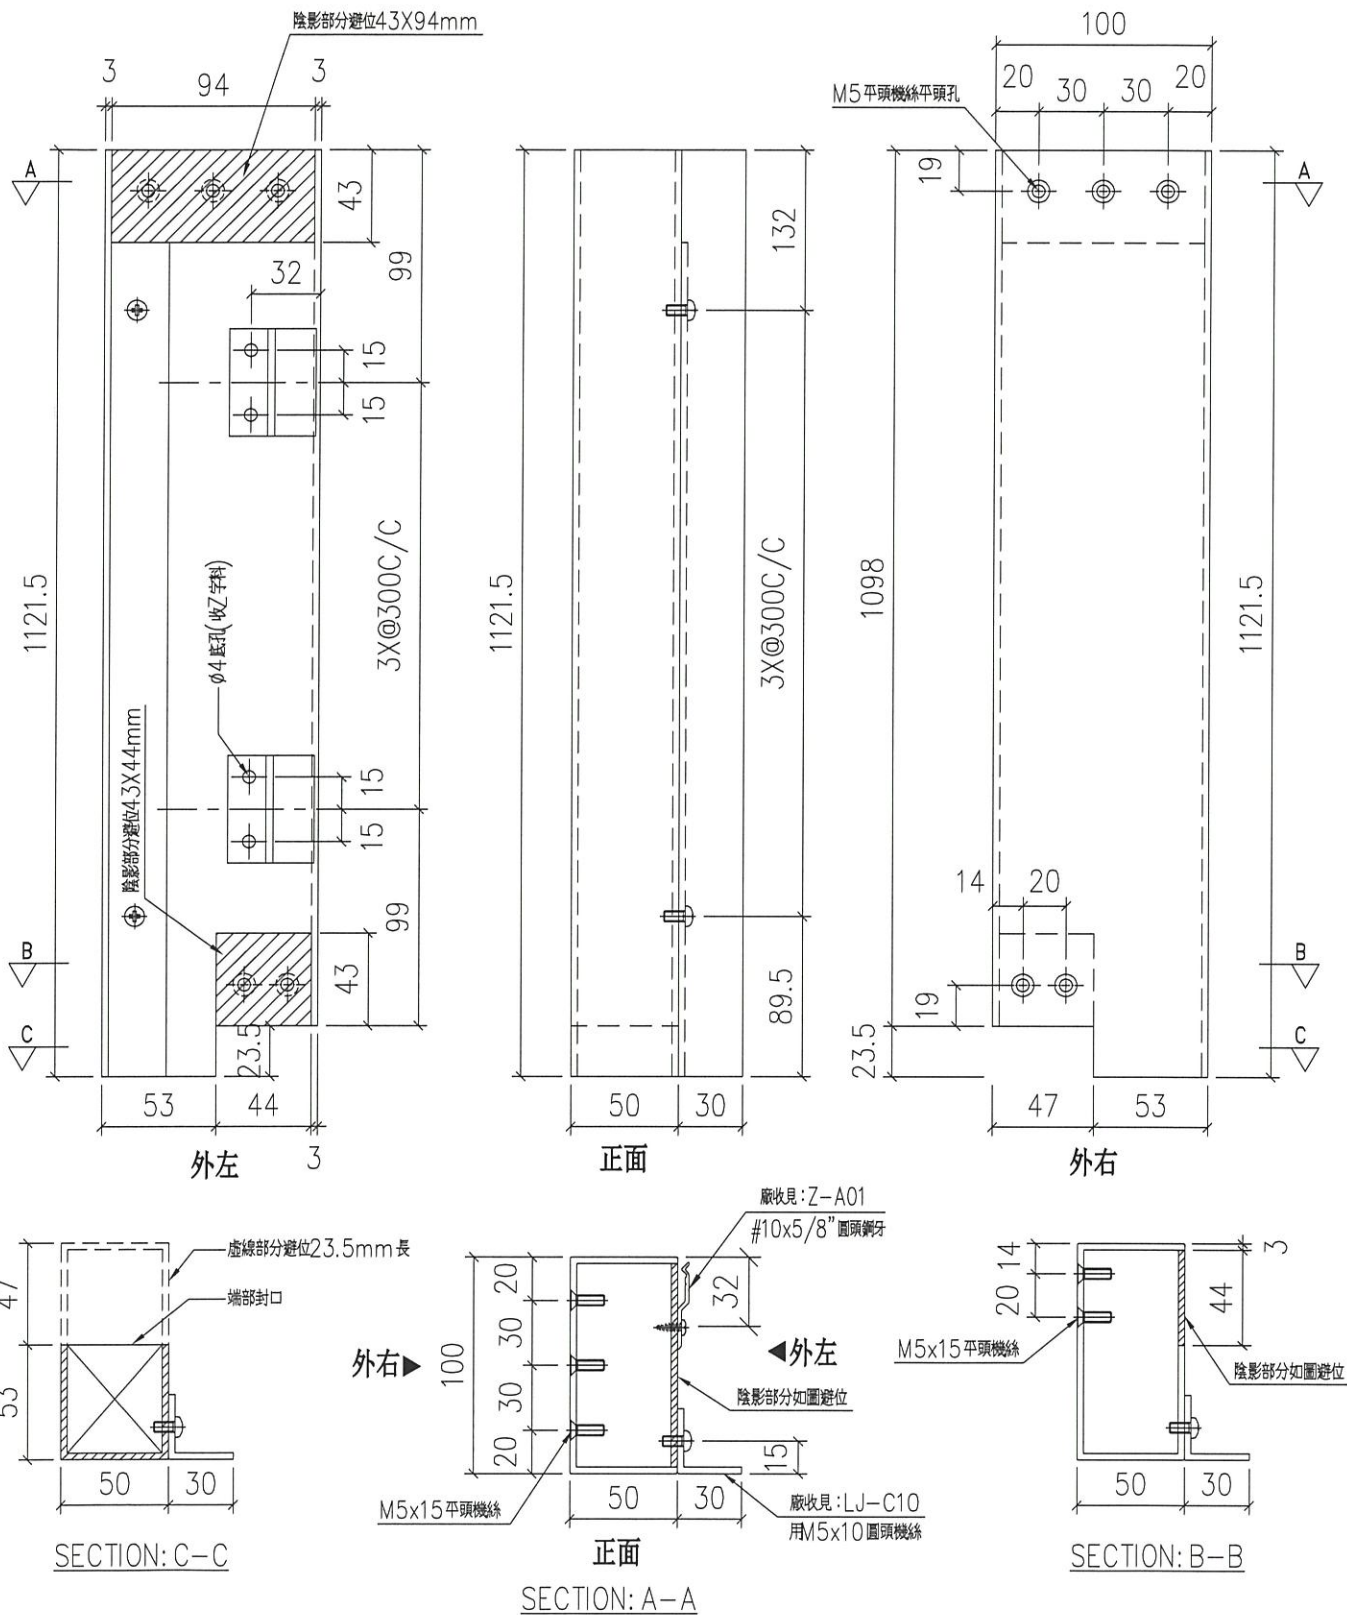 陰影部分避位43X94mm
3
94
3
A
43
99
32
15
15
1121.5
3X@300C/C
ø4底孔(收Z字料)
陰影部分避位43X44mm
15
15
99
B
43
C
23.5
53
44
3
外左
132
1121.5
3X@300C/C
89.5
50
30
正面
100
20
30
30
20
M5平頭機絲平頭孔
19
A
1098
1121.5
14
20
B
19
C
23.5
47
53
外右
虛線部分避位23.5mm長
端部封口
47
53
50
30
SECTION: C-C
廠收見:Z-A01
#10x5/8"圓頭鋼牙
20
30
30
20
100
32
外右
外左
陰影部分如圖避位
15
50
30
M5x15平頭機絲
廠收見:LJ-C10
用M5x10圓頭機絲
正面
SECTION: A-A
14
20
3
44
M5x15平頭機絲
陰影部分如圖避位
50
30
SECTION: B-B